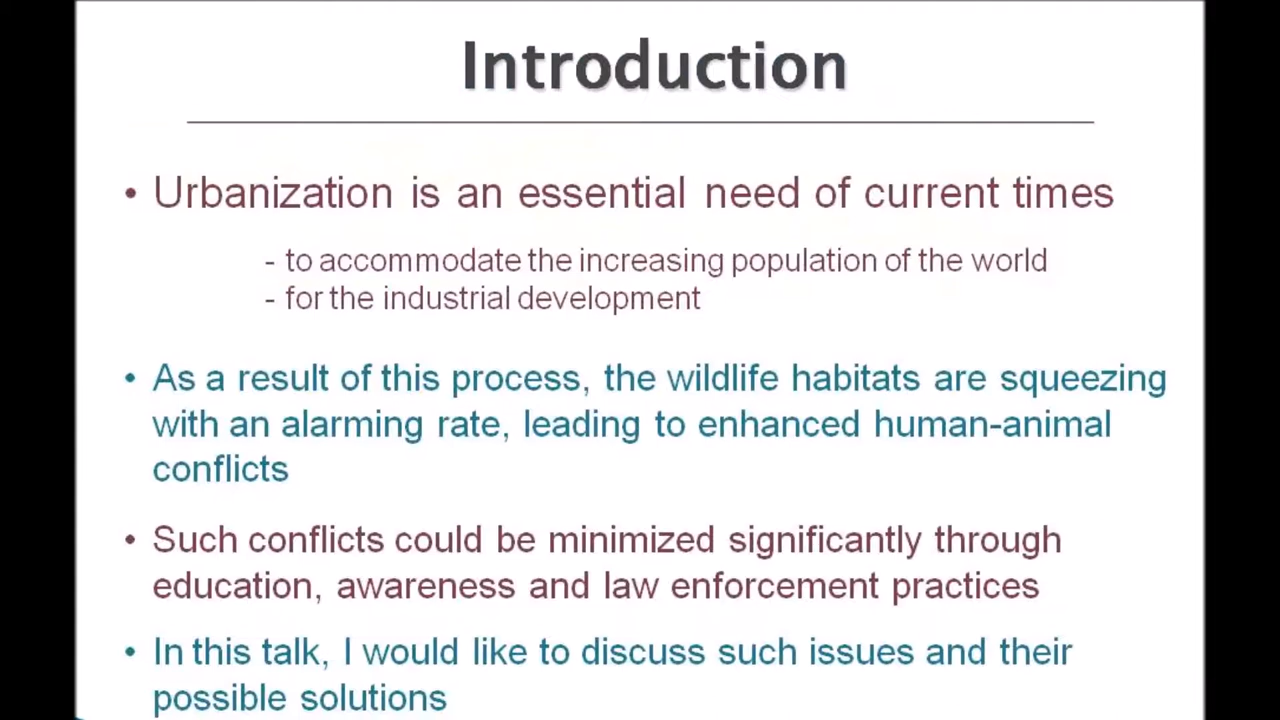 Introduction
• Urbanization is an essential need of current times
- to accommodate the increasing population of the world
- for the industrial development
• As a result of this process, the wildlife habitats are squeezing
with an alarming rate, leading to enhanced human-animal
conflicts
• Such conflicts could be minimized significantly through
education, awareness and law enforcement practices
• In this talk, I would like to discuss such issues and their
possible solutions